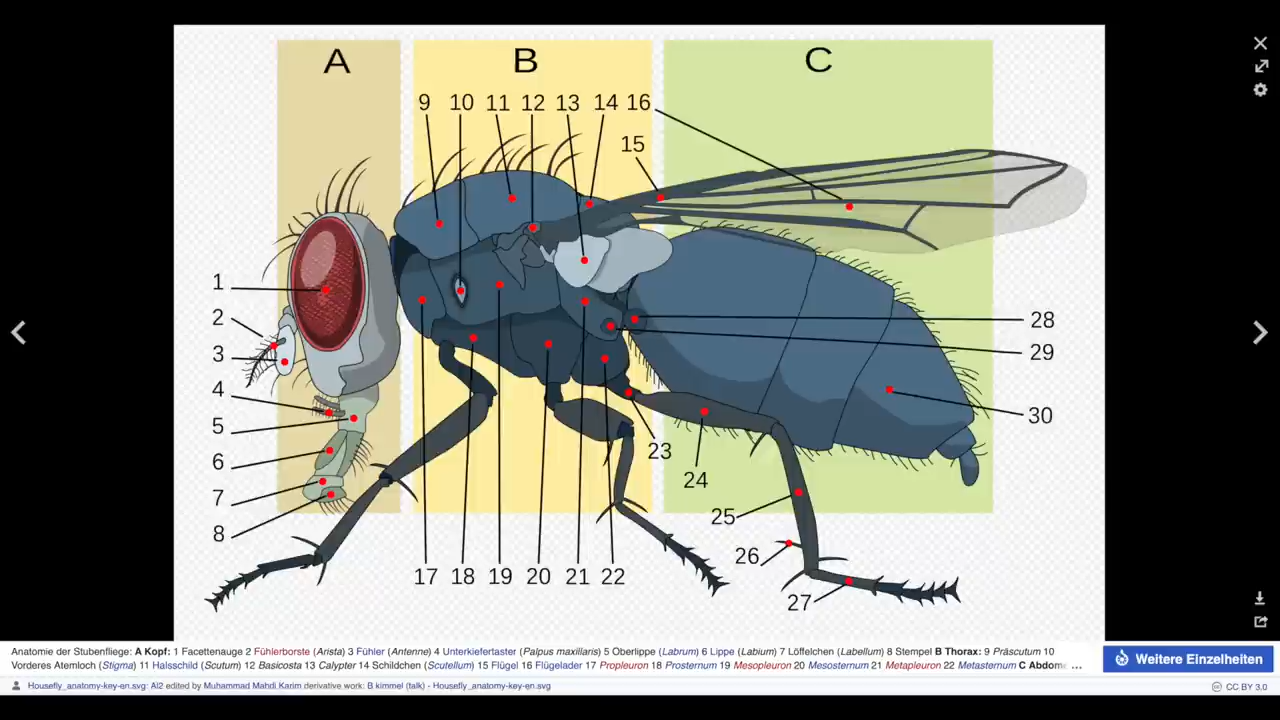 A B C
9 10 11 12 13 14 16
15
1
2
3
4
5
6
7
8
28
29
30
23
24
25
26
27
17 18 19 20 21 22
Anatomie der Stubenfliege: A Kopf: 1 Facettenauge 2 Fühlerborste (Arista) 3 Fühler (Antenne) 4 Unterkiefertaster (Palpus maxillaris) 5 Oberlippe (Labrum) 6 Lippe (Labium) 7 Löffelchen (Labellum) 8 Stempel B Thorax: 9 Präscutum 10
Vorderes Atemloch (Stigma) 11 Halsschild (Scutum) 12 Basicosta 13 Calypter 14 Schildchen (Scutellum) 15 Flügel 16 Flügelader 17 Propleuron 18 Prosternum 19 Mesopleuron 20 Mesosternum 21 Metapleuron 22 Metasternum C Abdom ...
Weitere Einzelheiten
Housefly_anatomy-key-en.svg: Al2 edited by Muhammad Mahdi Karim derivative work: B kimmel (talk) - Housefly_anatomy-key-en.svg
CC BY 3.0